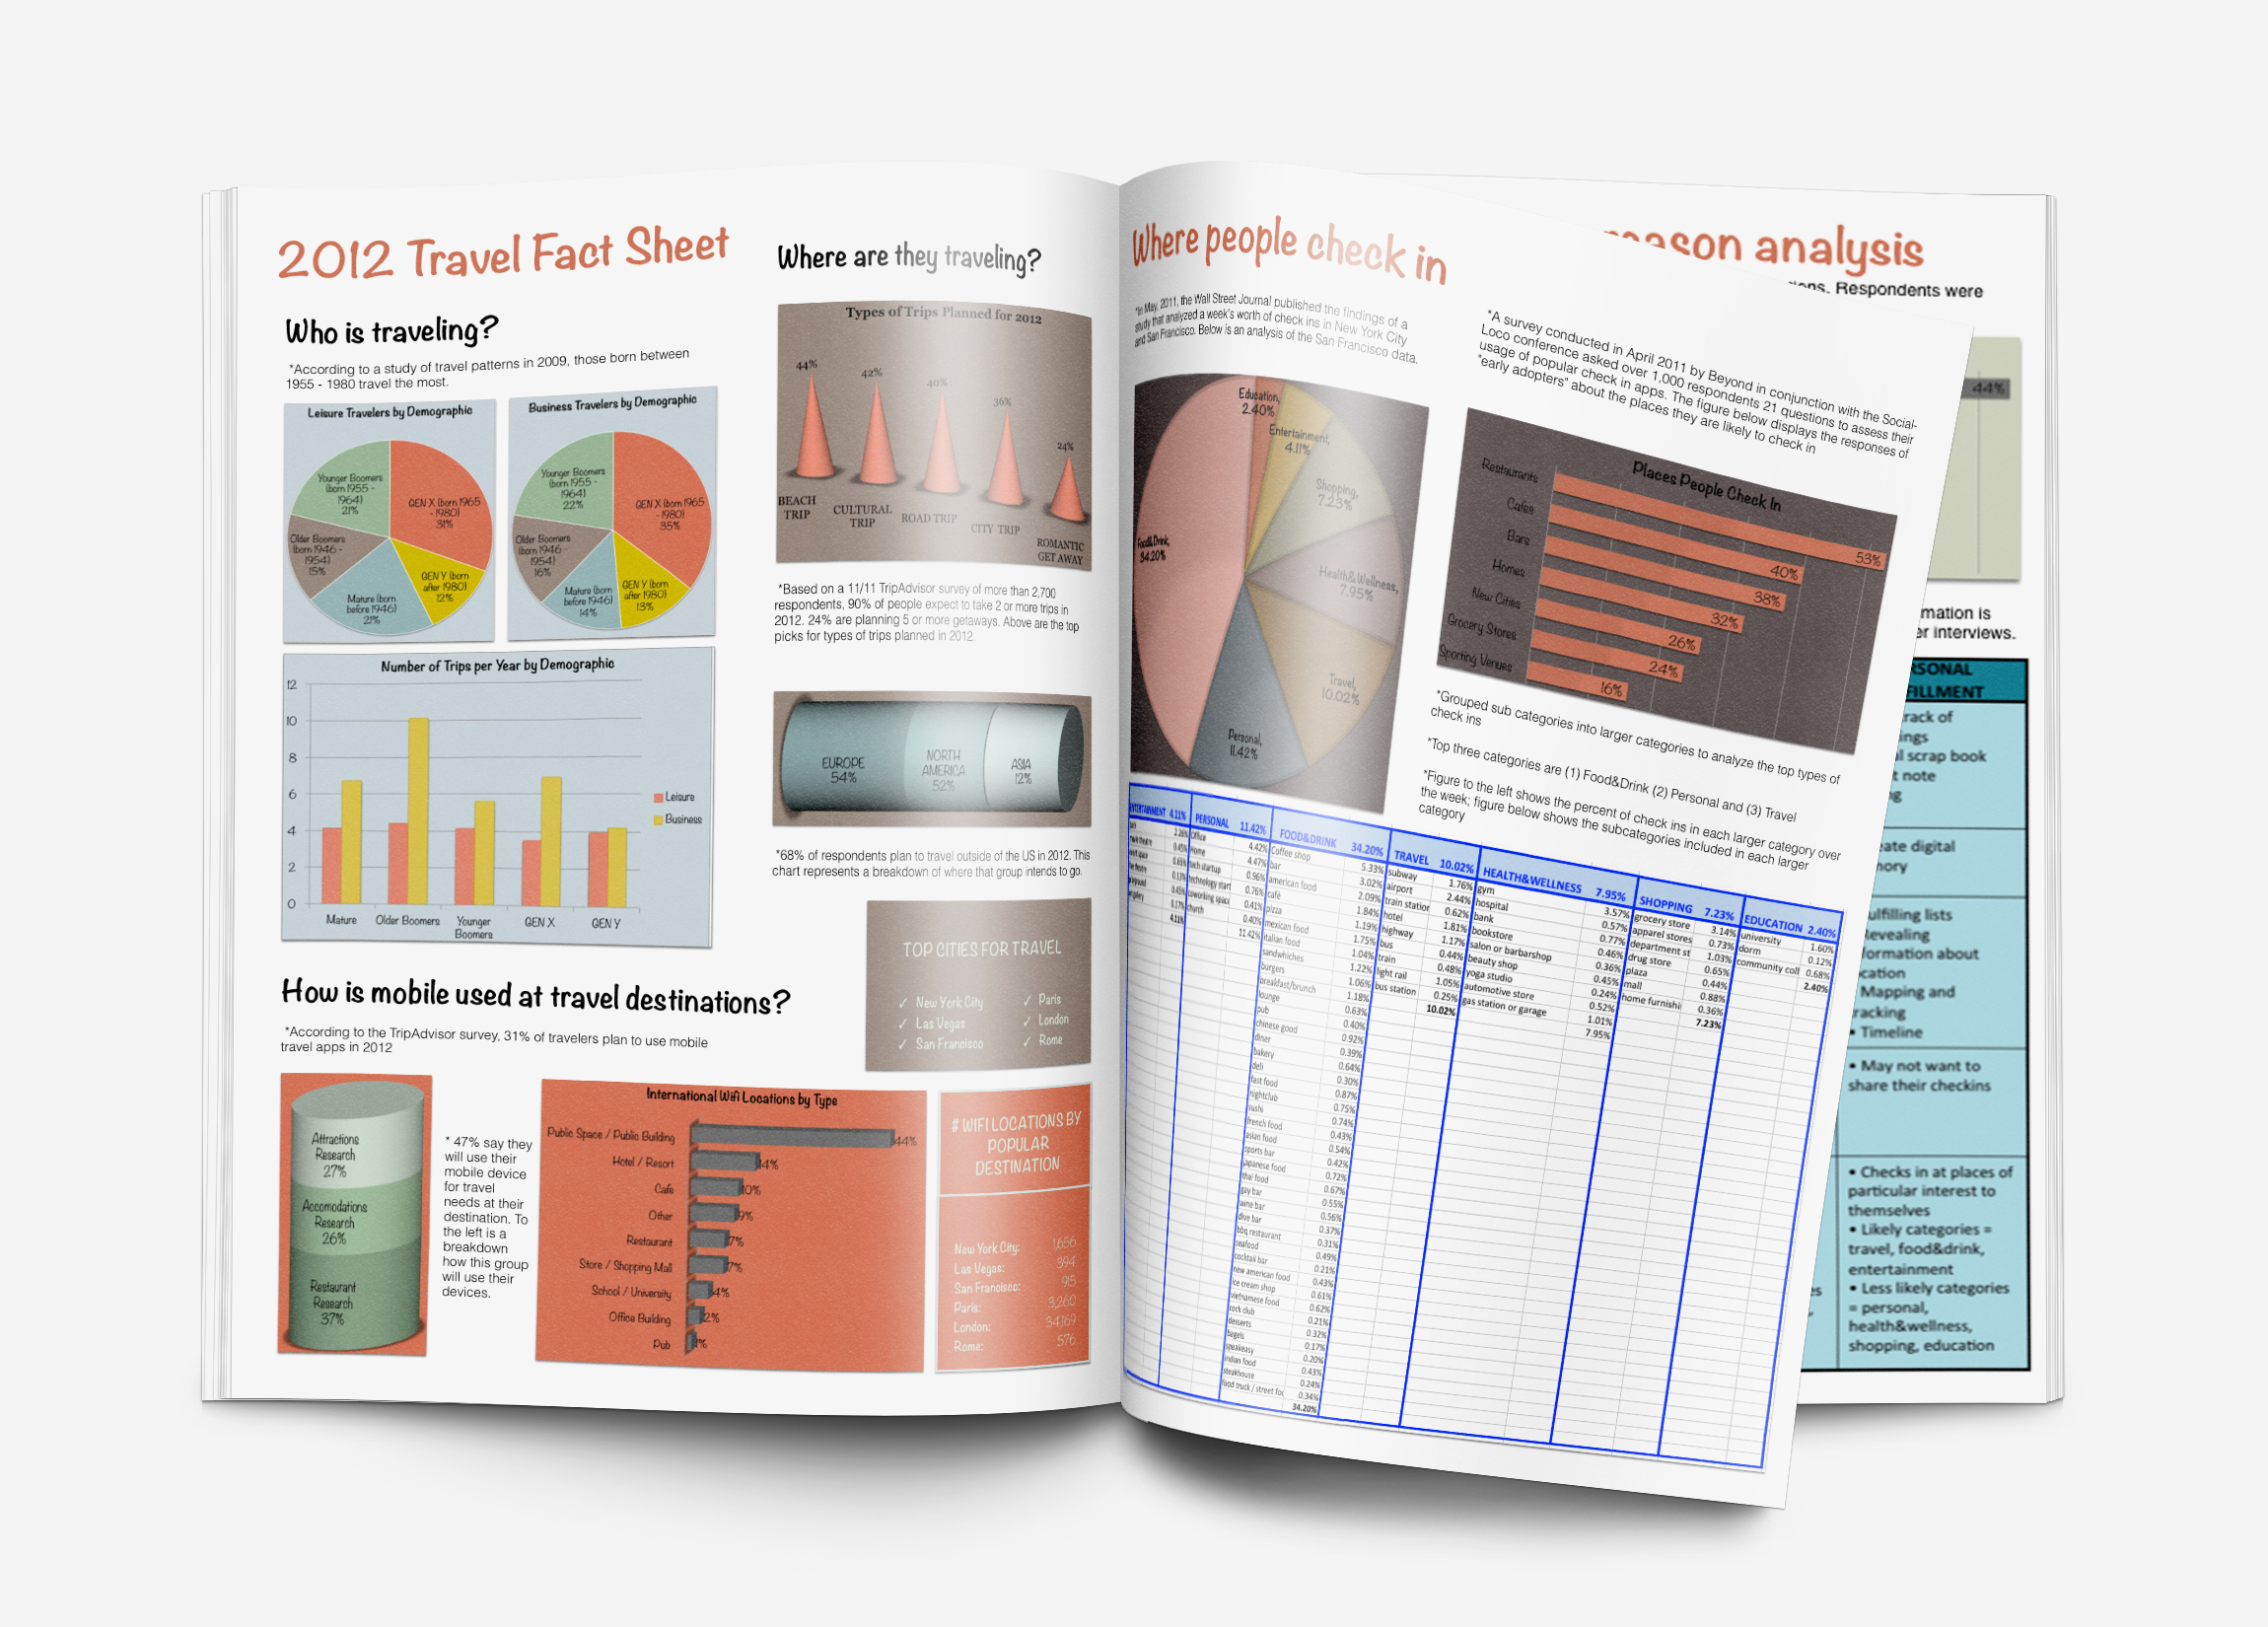 2012 Travel Fact Sheet
Who is traveling?
*According to a study of travel patterns in 2009, those born between
1955 - 1980 travel the most.
Leisure Travelers by Demographic
Younger Boomers
(born 1955 -
1964)
21%
GEN X (born 1965
- 1980)
31%
Older Boomers
(born 1946 -
1954)
15%
GEN Y (born
after 1980)
12%
Mature (born
before 1946)
21%
Business Travelers by Demographic
Younger Boomers
(born 1955 -
1964)
22%
GEN X (born 1965
- 1980)
35%
Older Boomers
(born 1946 -
1954)
16%
Mature (born
before 1946)
14%
GEN Y (born
after 1980)
13%
Number of Trips per Year by Demographic
12
10
8
6
4
2
0
Mature
Older Boomers
Younger
Boomers
GEN X
GEN Y
Leisure
Business
How is mobile used at travel destinations?
*According to the TripAdvisor survey, 31% of travelers plan to use mobile
travel apps in 2012
Attractions
Research
27%
Accomodations
Research
26%
Restaurant
Research
37%
* 47% say they
will use their
mobile device
for travel
needs at their
destination. To
the left is a
breakdown
how this group
will use their
devices.
International Wifi Locations by Type
Public Space / Public Building 44%
Hotel / Resort 14%
Cafe 10%
Other 9%
Restaurant 7%
Store / Shopping Mall 7%
School / University 4%
Office Building 2%
Pub
Where are they traveling?
Types of Trips Planned for 2012
44%
42%
40%
36%
24%
BEACH
TRIP
CULTURAL
TRIP
ROAD TRIP
CITY TRIP
ROMANTIC
GET AWAY
*Based on a 11/11 TripAdvisor survey of more than 2,700
respondents, 90% of people expect to take 2 or more trips in
2012. 24% are planning 5 or more getaways. Above are the top
picks for types of trips planned in 2012.
EUROPE
54%
NORTH
AMERICA
52%
ASIA
12%
*68% of respondents plan to travel outside of the US in 2012. This
chart represents a breakdown of where that group intends to go.
TOP CITIES FOR TRAVEL
✓ New York City
✓ Las Vegas
✓ San Francisco
✓ Paris
✓ London
✓ Rome
# WIFI LOCATIONS BY
POPULAR
DESTINATION
New York City: 1,656
Las Vegas: 394
San Francisco: 915
Paris: 3,260
London: 34,169
Rome: 576
Where people check in
*In May, 2011, the Wall Street Journal published the findings of a
study that analyzed a week's worth of check ins in New York City
and San Francisco. Below is an analysis of the San Francisco data.
Education,
2.40%
Entertainment,
4.11%
Shopping,
7.23%
Health&Wellness,
7.95%
Travel,
10.02%
Personal,
11.42%
Food&Drink,
34.20%
*A survey conducted in April 2011 by Beyond in conjunction with the Social-
Loco conference asked over 1,000 respondents 21 questions to assess their
usage of popular check in apps. The figure below displays the responses of
"early adopters" about the places they are likely to check in
Places People Check In
Restaurants 53%
Cafes 40%
Bars 38%
Homes 32%
New Cities 26%
Grocery Stores 24%
Sporting Venues 16%
*Grouped sub categories into larger categories to analyze the top types of
check ins
*Top three categories are (1) Food&Drink (2) Personal and (3) Travel
*Figure to the left shows the percent of check ins in each larger category over
the week; figure below shows the subcategories included in each larger
category
ENTERTAINMENT 4.11%
4.11%
PERSONAL 11.42%
Office 4.42%
Home 4.47%
tech startup 0.96%
technology start 0.76%
coworking space 0.41%
church 0.40%
11.42%
FOOD&DRINK 34.20%
Coffee shop 5.33%
bar 3.02%
american food 2.09%
café 1.84%
pizza 1.19%
mexican food 1.75%
italian food 1.04%
sandwhiches 1.22%
burgers 1.06%
breakfast/brunch 1.18%
lounge 0.63%
pub 0.40%
chinese good 0.92%
diner 0.39%
bakery 0.64%
deli 0.30%
fast food 0.87%
nightclub 0.75%
sushi 0.74%
french food 0.43%
asian food 0.54%
sports bar 0.42%
japanese food 0.72%
thai food 0.67%
gay bar 0.55%
wine bar 0.56%
dive bar 0.37%
bbq restaurant 0.31%
seafood 0.49%
cocktail bar 0.21%
new american food 0.43%
ice cream shop 0.61%
vietnamese food 0.62%
rock club 0.21%
desserts 0.32%
bagels 0.17%
speakeasy 0.20%
indian food 0.43%
steakhouse 0.24%
food truck / street foo 0.34%
34.20%
TRAVEL 10.02%
subway 1.76%
airport 2.44%
train station 0.62%
hotel 1.81%
highway 1.17%
bus 0.44%
train 0.48%
light rail 1.05%
bus station 0.25%
10.02%
HEALTH&WELLNESS 7.95%
gym 3.57%
hospital 0.57%
bank 0.77%
bookstore 0.46%
salon or barbarshop 0.36%
beauty shop 0.45%
yoga studio 0.24%
automotive store 0.52%
gas station or garage 1.01%
7.95%
SHOPPING 7.23%
grocery store 3.14%
apparel stores 0.73%
department st 1.03%
drug store 0.65%
plaza 0.44%
mall 0.88%
home furnishi 0.36%
7.23%
EDUCATION 2.40%
university 1.60%
dorm 0.12%
community coll 0.68%
2.40%
eason analysis
ons. Respondents were
44%
mation is
er interviews.
SONAL
FILLMENT
rack of
ngs
al scrap book
t note
g
ate digital
ory
ulfilling lists
Revealing
formation about
cation
Mapping and
racking
• Timeline
• May not want to
share their checkins
• Checks in at places of
particular interest to
themselves
• Likely categories =
travel, food&drink,
entertainment
• Less likely categories
= personal,
health&wellness,
shopping, education